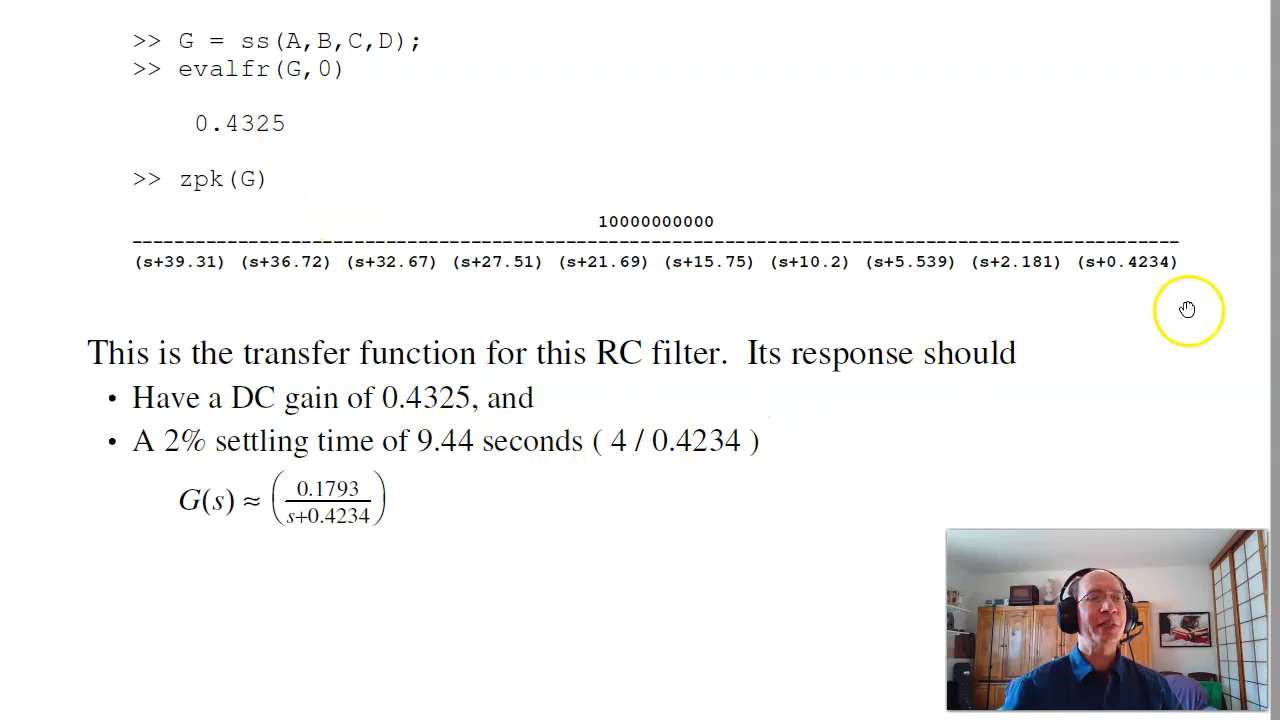 >> G = ss(A,B,C,D);
>> evalfr(G,0)
0.4325
>> zpk(G)
10000000000
-----------------------------------------------------------------------------------------
(s+39.31) (s+36.72) (s+32.67) (s+27.51) (s+21.69) (s+15.75) (s+10.2) (s+5.539) (s+2.181) (s+0.4234)
This is the transfer function for this RC filter. Its response should
• Have a DC gain of 0.4325, and
• A 2% settling time of 9.44 seconds ( 4 / 0.4234 )
G(s) ≈ (0.1793 / s+0.4234)